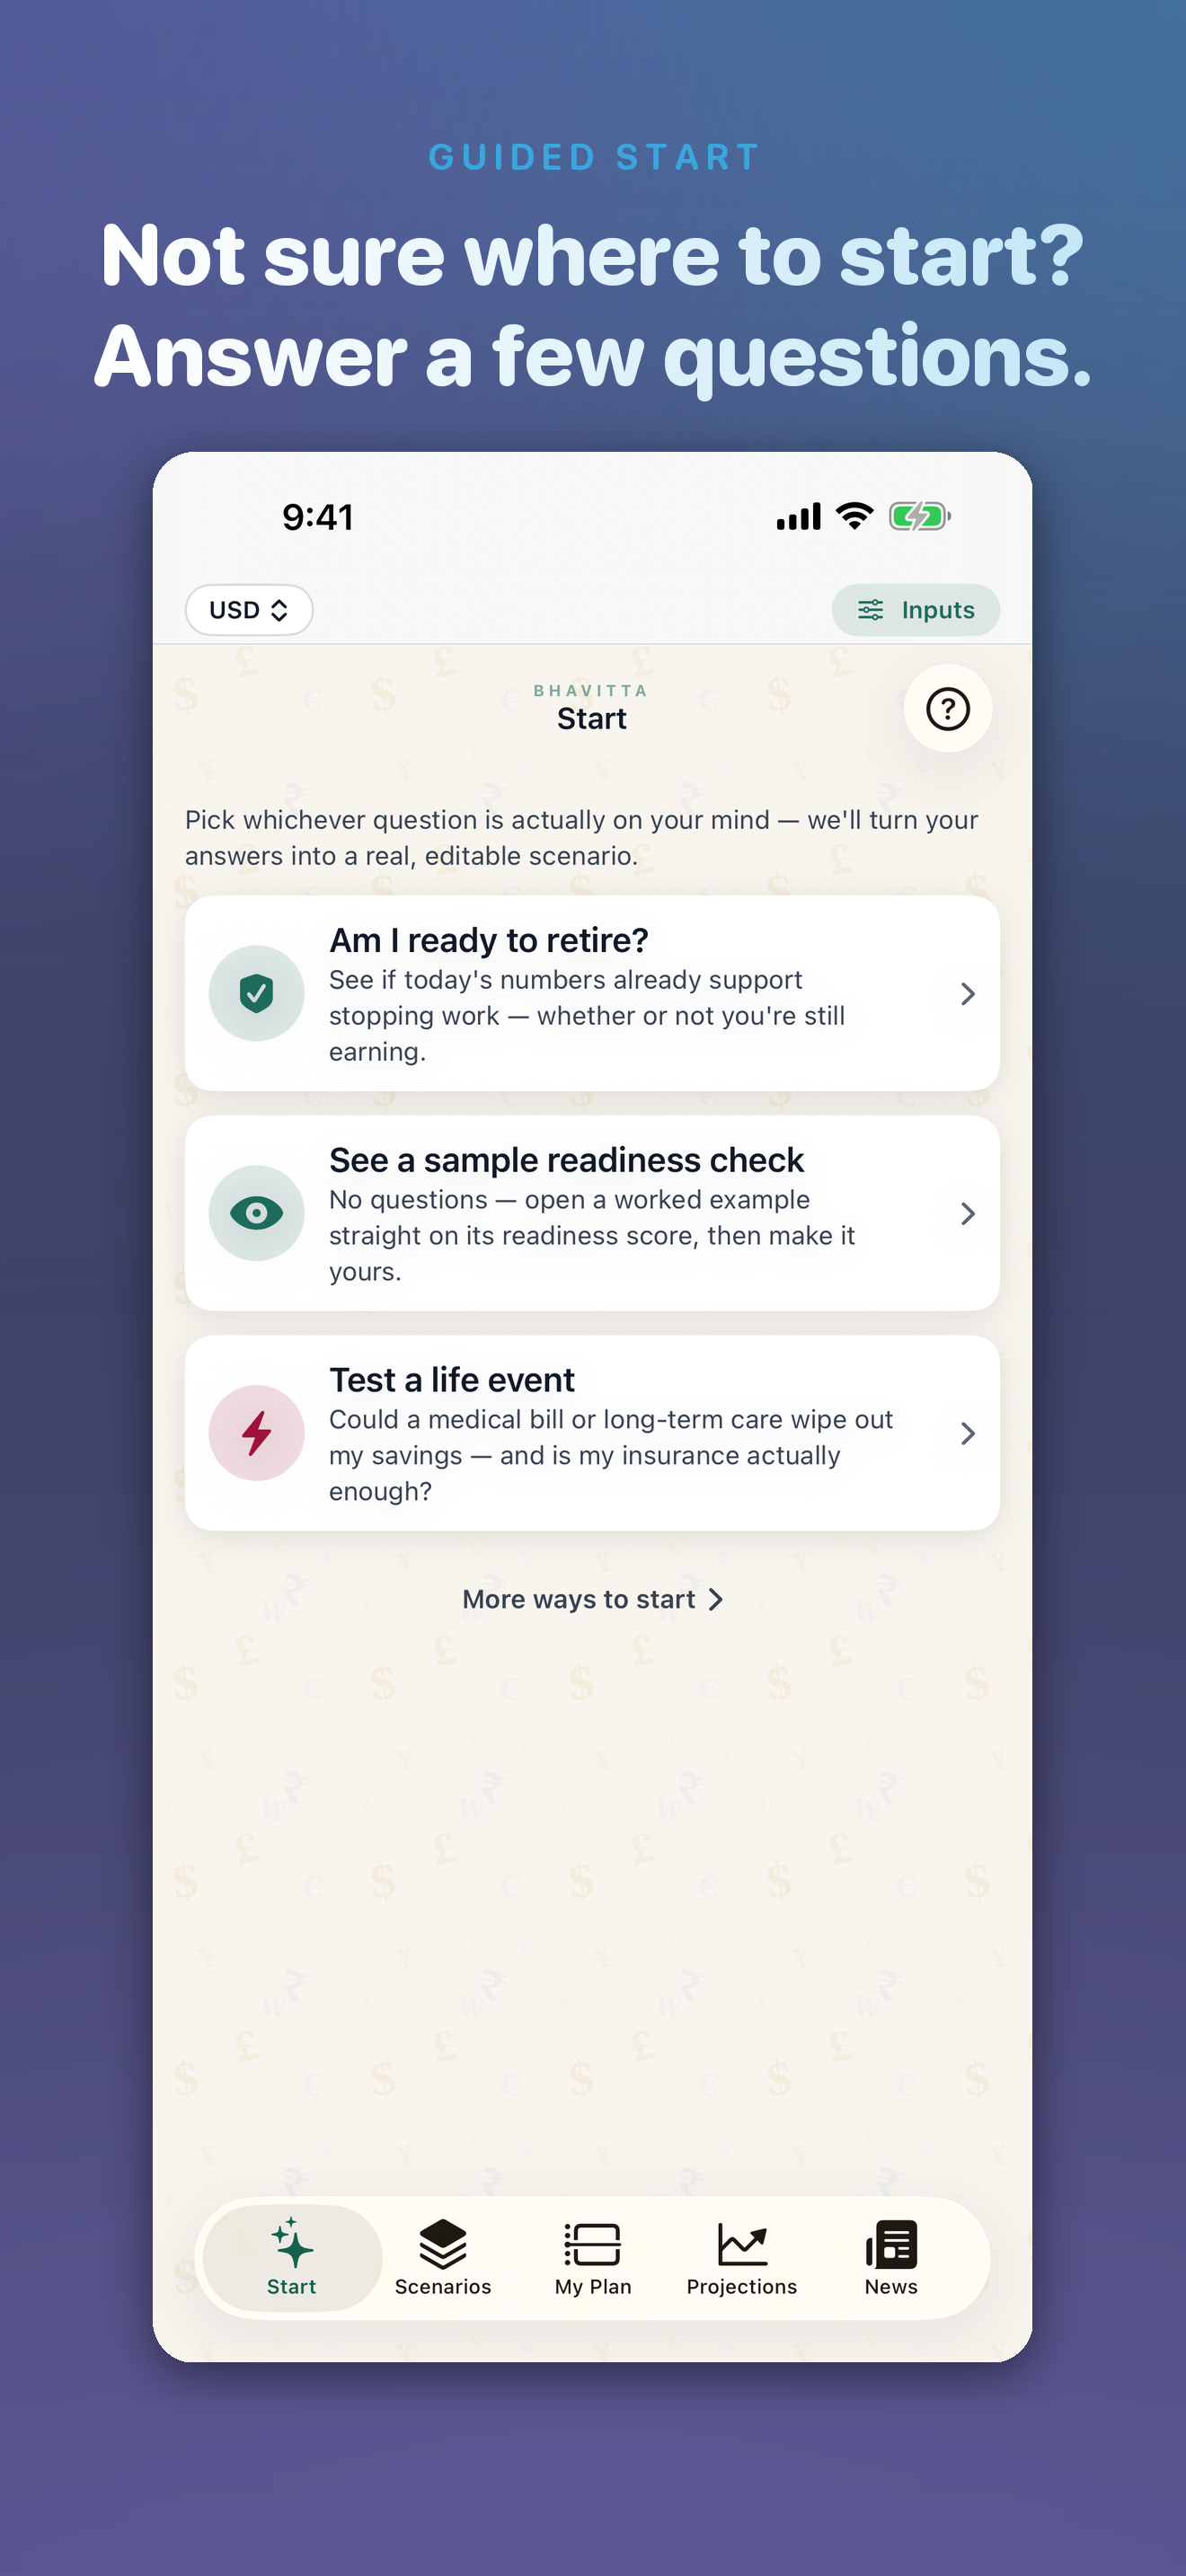 GUIDED START
Not sure where to start?
Answer a few questions.
9:41
USD
Inputs
BHAVITTA
Start
Pick whichever question is actually on your mind — we'll turn your
answers into a real, editable scenario.
Am I ready to retire?
See if today's numbers already support
stopping work — whether or not you're still
earning.
See a sample readiness check
No questions — open a worked example
straight on its readiness score, then make it
yours.
Test a life event
Could a medical bill or long-term care wipe out
my savings — and is my insurance actually
enough?
More ways to start
Start
Scenarios
My Plan
Projections
News